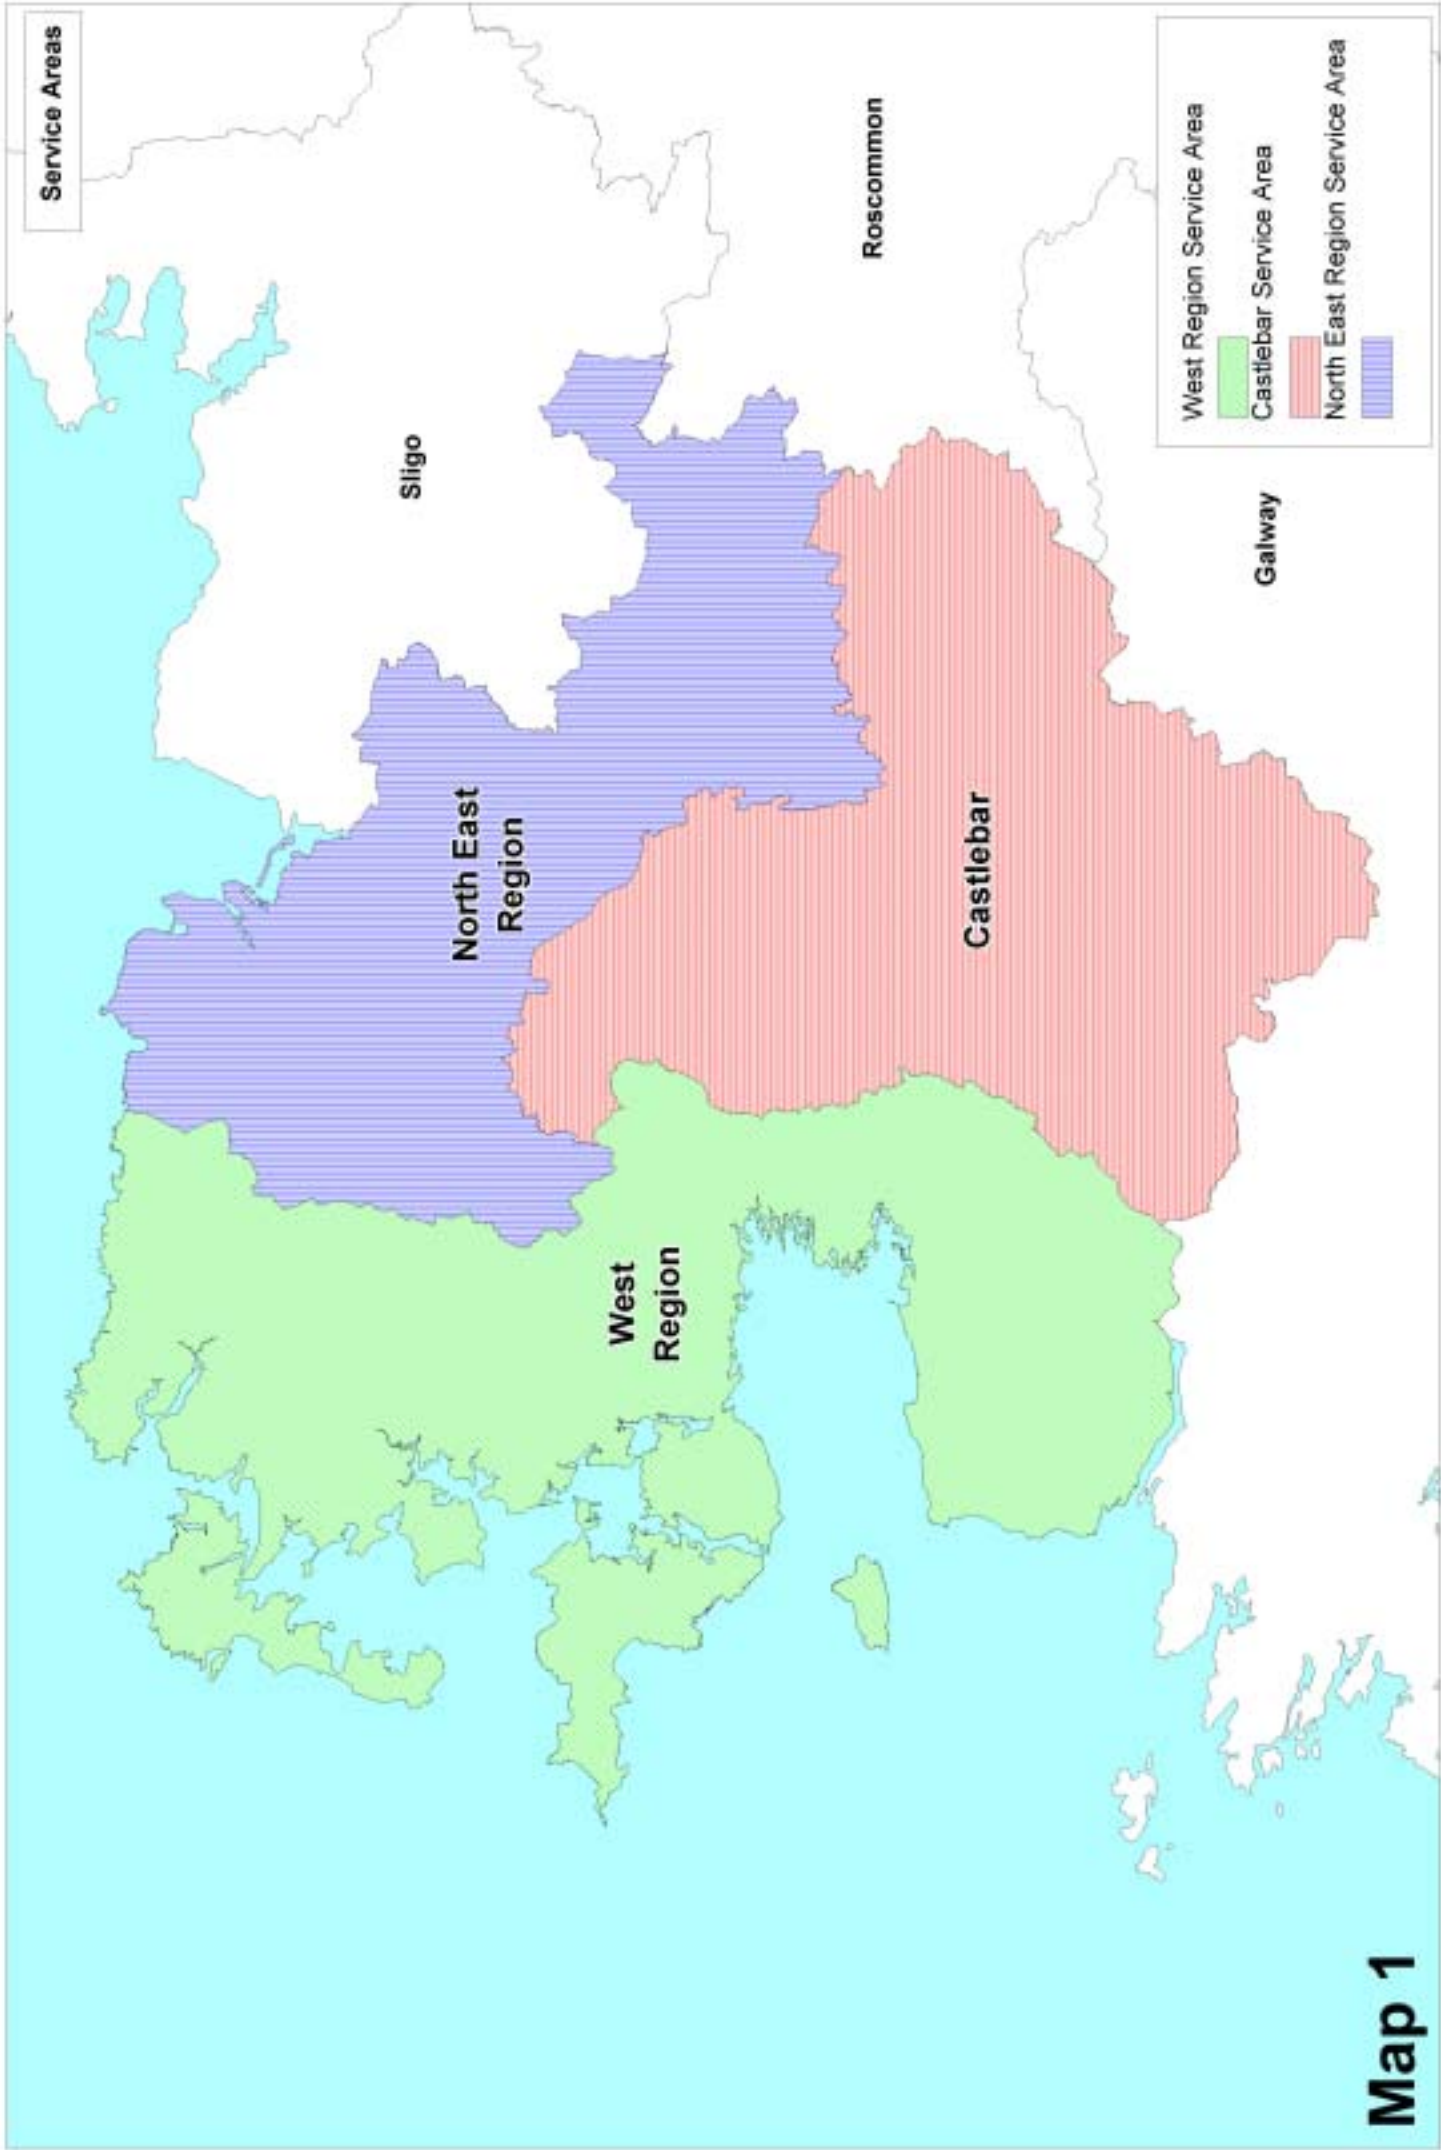 Service Areas
Sligo
Roscommon
North East
Region
West
Region
Castlebar
Galway
West Region Service Area
Castlebar Service Area
North East Region Service Area
Map 1